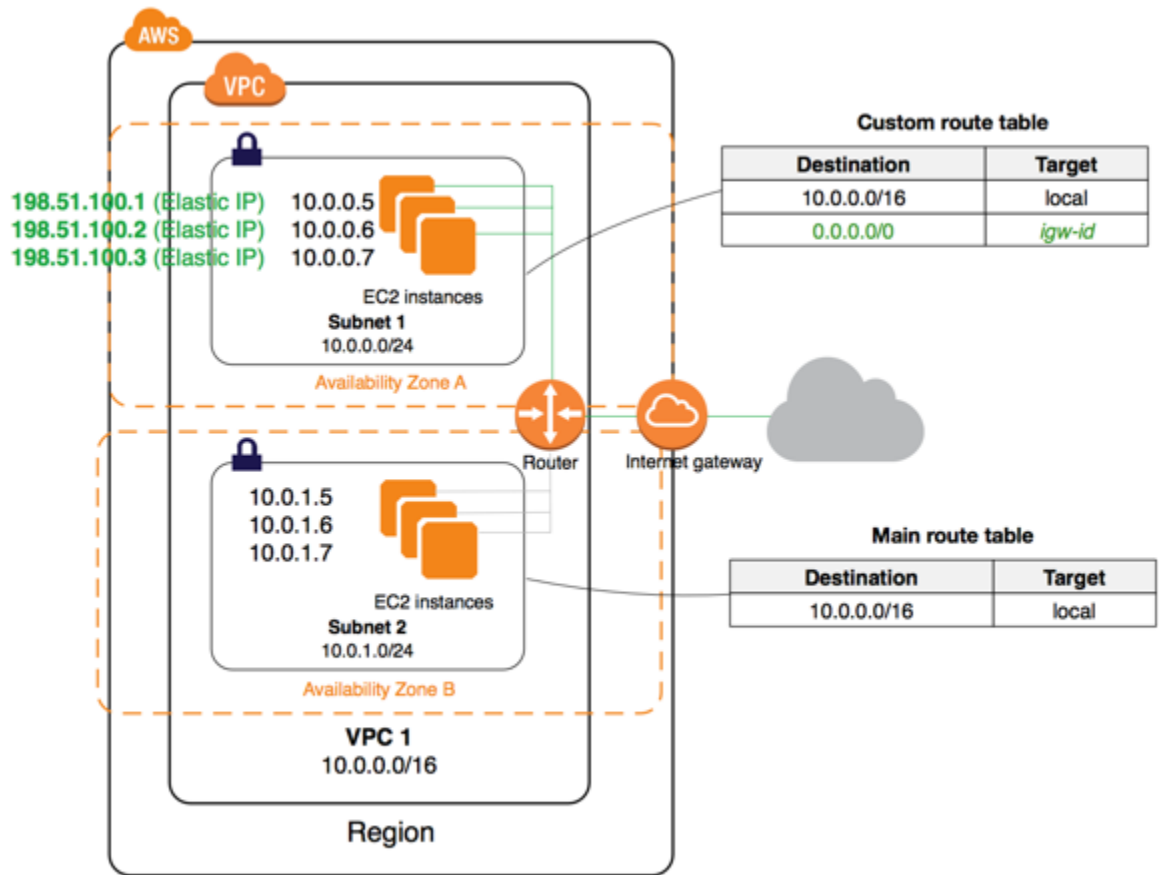 AWS
VPC
Custom route table
Destination Target
10.0.0.0/16 local
0.0.0.0/0 igw-id
198.51.100.1 (Elastic IP) 10.0.0.5
198.51.100.2 (Elastic IP) 10.0.0.6
198.51.100.3 (Elastic IP) 10.0.0.7
EC2 instances
Subnet 1
10.0.0.0/24
Availability Zone A
Router
Internet gateway
10.0.1.5
10.0.1.6
10.0.1.7
EC2 instances
Subnet 2
10.0.1.0/24
Availability Zone B
Main route table
Destination Target
10.0.0.0/16 local
VPC 1
10.0.0.0/16
Region